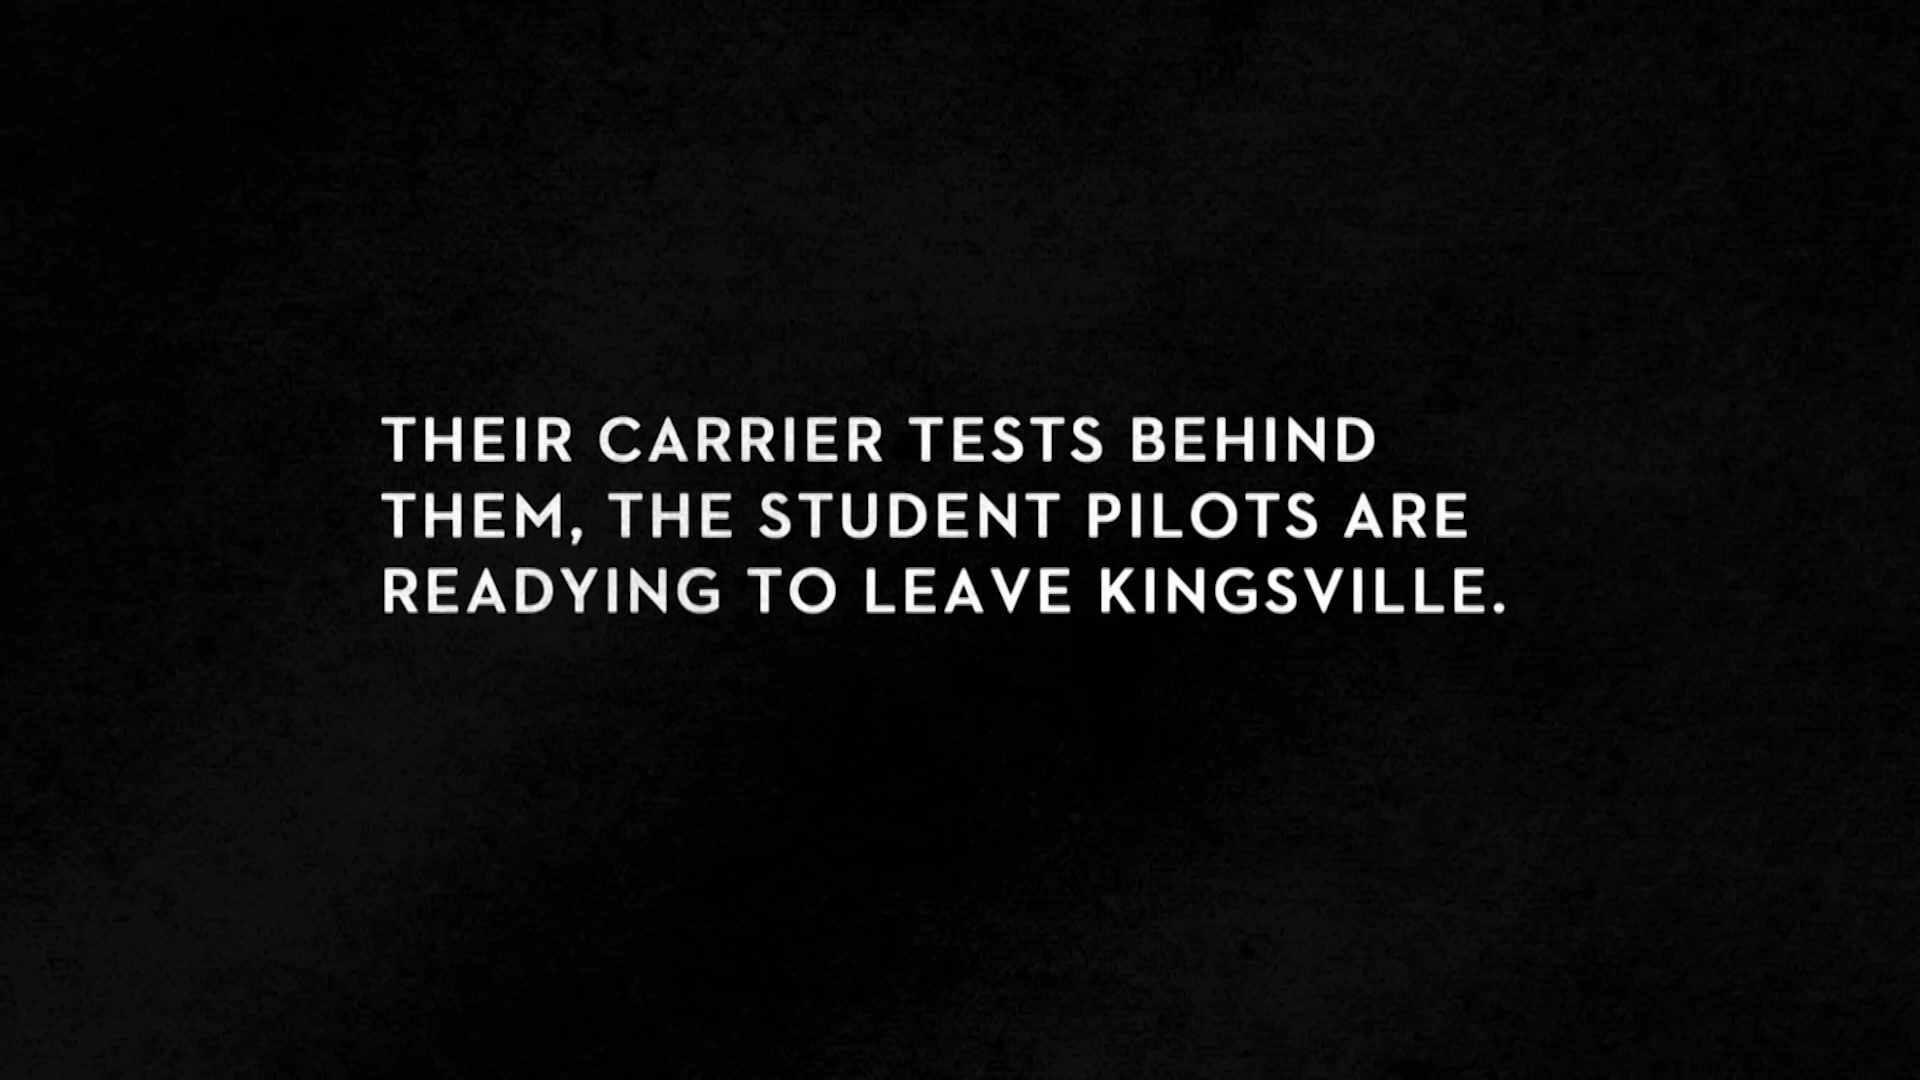 THEIR CARRIER TESTS BEHIND
THEM, THE STUDENT PILOTS ARE
READYING TO LEAVE KINGSVILLE.